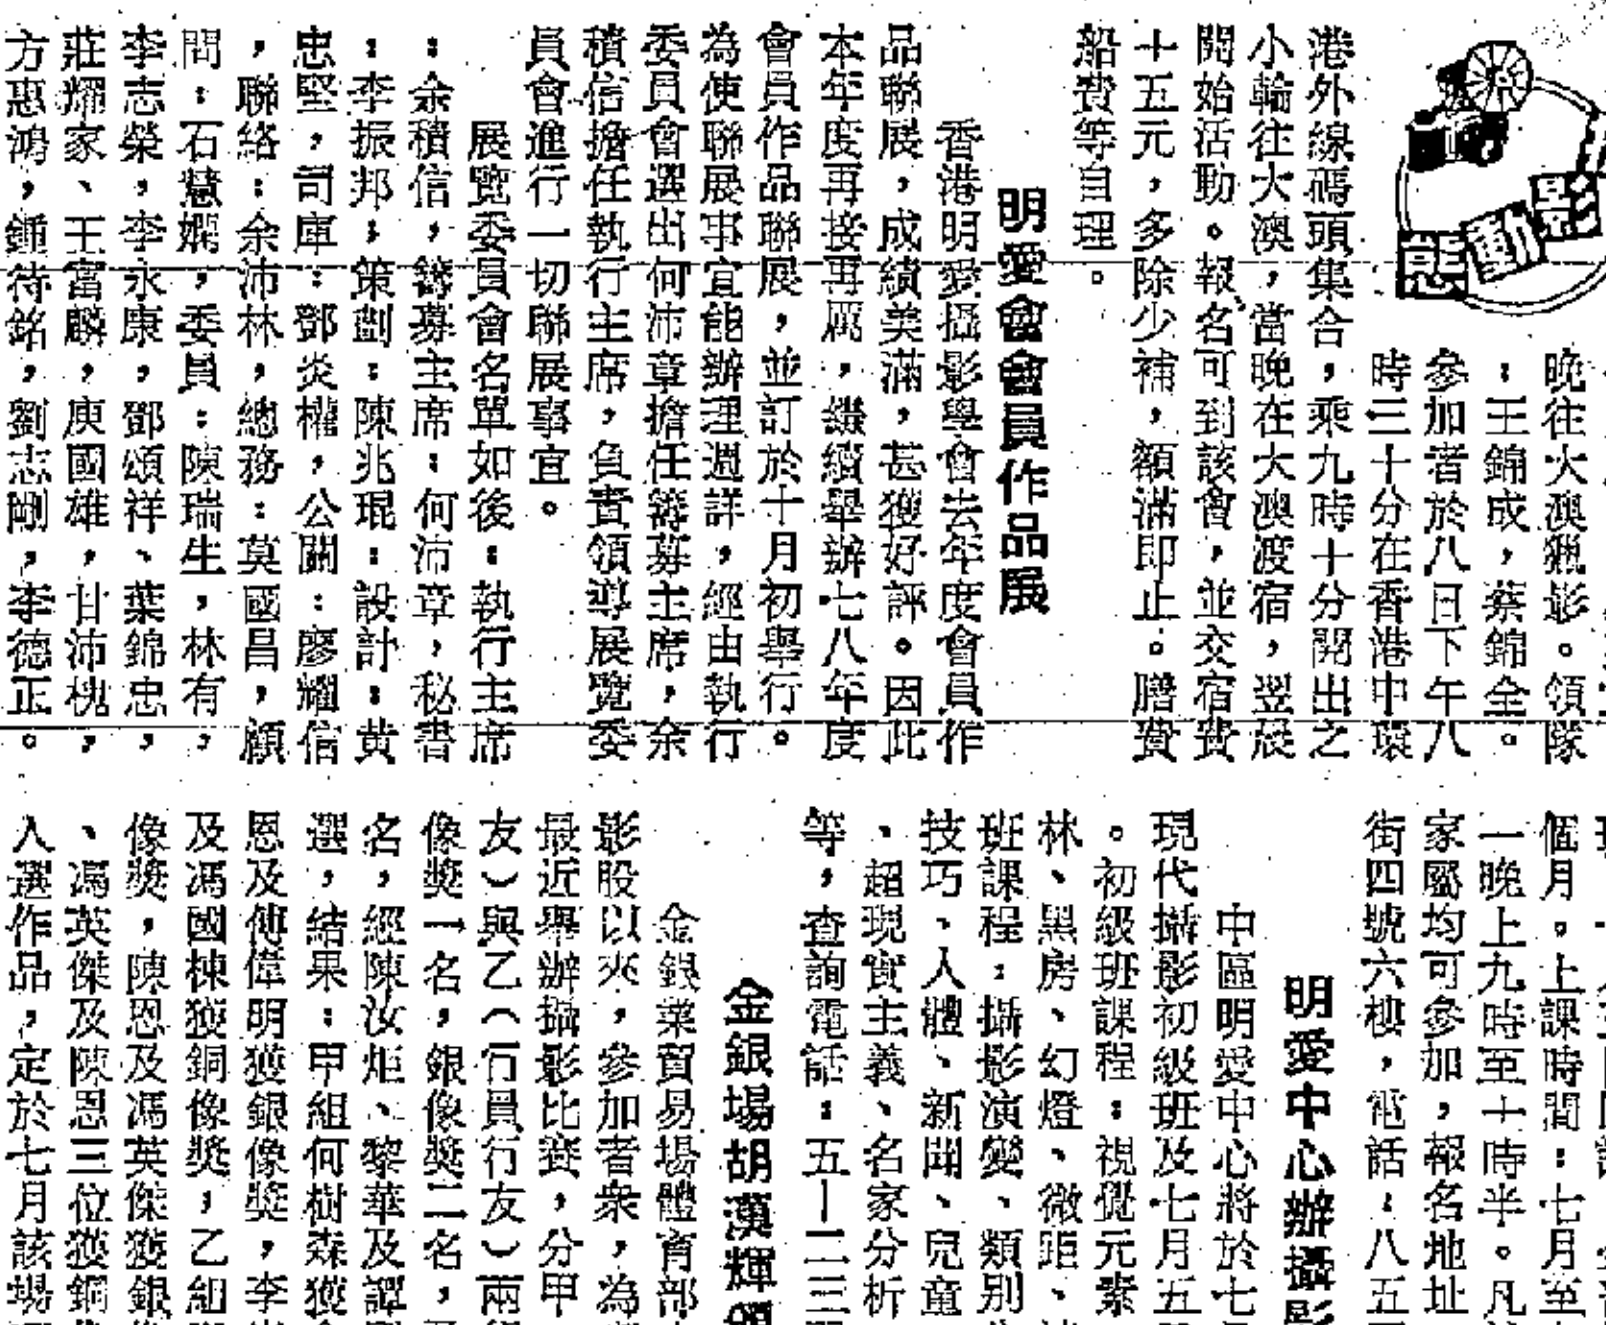 影
動
態
晚往大澳獵影。領隊
：王錦成，蔡錦全。
參加者於八日下午八
時三十分在香港中環
港外線碼頭集合，乘九時十分開出之
小輪往大澳，當晚在大澳渡宿，翌晨
開始活動。報名可到該會，並交宿費
十五元，多除少補，額滿即止。膳費
船費等自理。
明愛會會員作品展
香港明愛攝影學會去年度會員作
品聯展，成績美滿，甚獲好評。因此
本年度再接再厲，繼續舉辦七八年度
會員作品聯展，並訂於十月初舉行。
為使聯展事宜能辦理週詳，經由執行
委員會選出何沛章擔任籌募主席，余
積信擔任執行主席，負責領導展覽委
員會進行一切聯展事宜。
展覽委員會名單如後：執行主席
：余積信，籌募主席：何沛章，秘書
：李振邦；策劃：陳兆琨：設計：黄
忠堅，司庫：鄧炎權，公關：廖耀信
，聯絡：余沛林，總務：莫國昌，顧
問：石慧嫻，委員：陳瑞生，林有，
李志榮，李永康，鄧頌祥、葉錦忠，
莊耀家、王富麟，庾國雄，甘沛槐，
方惠鴻，鍾待銘，劉志剛，李德正。
個月。上課時間：七月至
一晚上九時至十時半。凡
家屬均可參加，報名地址
街四號六樓，電話：八五
明愛中心辦攝影
中區明愛中心將於七
現代攝影初級班及七月五
。初級班課程：視覺元素
林、黑房、幻燈、微距、
班課程：攝影演變、類別
技巧、人體、新聞、兒童
、超現實主義、名家分析
等，查詢電話：五—二三
金銀場胡漢輝
金銀業貿易場體育部
影股以來，參加者衆，為
最近舉辦攝影比賽，分甲
友）與乙（行員行友）兩
像獎一名，銀像獎二名，
名，經陳汝炬、黎華及譚
選，結果：甲組何樹森獲
恩及傅偉明獲銀像獎，李
及馮國棟獲銅像獎，乙組
像獎，陳恩及馮英傑獲銀
、馮英傑及陳恩三位獲銅
入選作品，定於七月該場